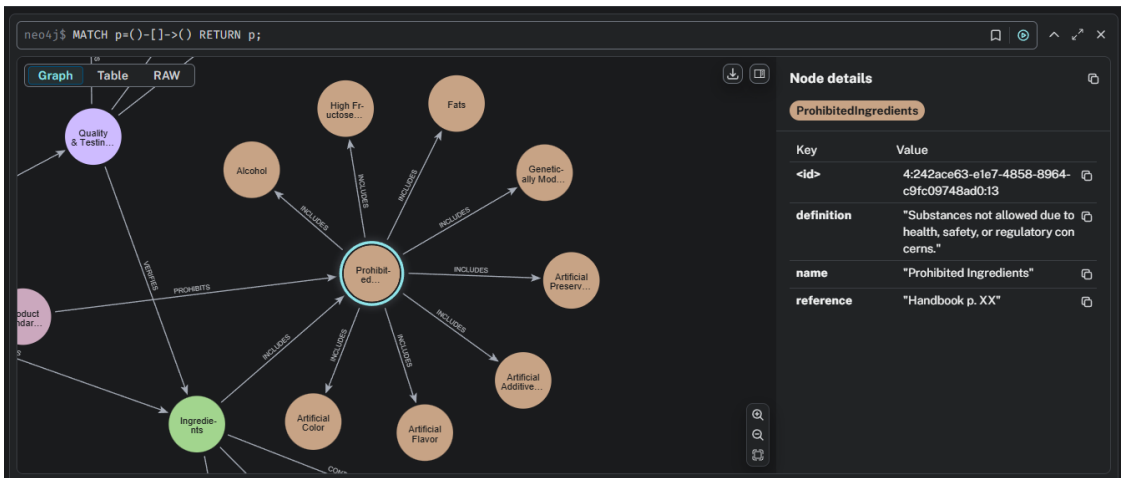 neo4j$ MATCH p=()-[]->() RETURN p;
Graph Table RAW
Node details
ProhibitedIngredients
Key Value
<id> 4:242ace63-e1e7-4858-8964-
c9fc09748ad0:13
definition "Substances not allowed due to
health, safety, or regulatory con
cerns."
name "Prohibited Ingredients"
reference "Handbook p. XX"
Quality
& Testin...
Alcohol
High Fr-
uctose...
Fats
Genetic-
ally Mod...
Artificial
Preserv...
Artificial
Additive...
Artificial
Flavor
Artificial
Color
Prohibit-
ed...
Ingredie-
nts
oduct
ndar...
INCLUDES
INCLUDES
INCLUDES
INCLUDES
INCLUDES
INCLUDES
INCLUDES
INCLUDES
INCLUDES
VERIFIES
PROHIBITS
S
S